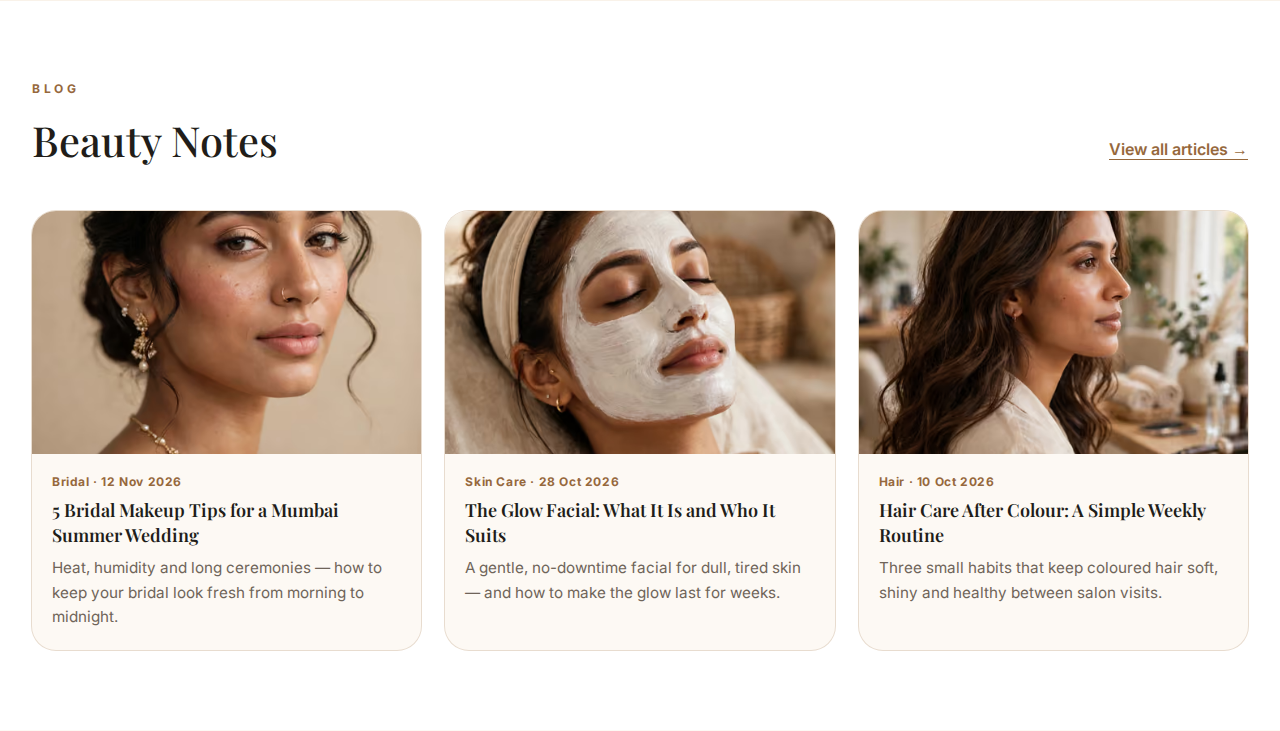 BLOG
Beauty Notes
View all articles →
Bridal · 12 Nov 2026
5 Bridal Makeup Tips for a Mumbai
Summer Wedding
Heat, humidity and long ceremonies — how to
keep your bridal look fresh from morning to
midnight.
Skin Care · 28 Oct 2026
The Glow Facial: What It Is and Who It
Suits
A gentle, no-downtime facial for dull, tired skin
— and how to make the glow last for weeks.
Hair · 10 Oct 2026
Hair Care After Colour: A Simple Weekly
Routine
Three small habits that keep coloured hair soft,
shiny and healthy between salon visits.